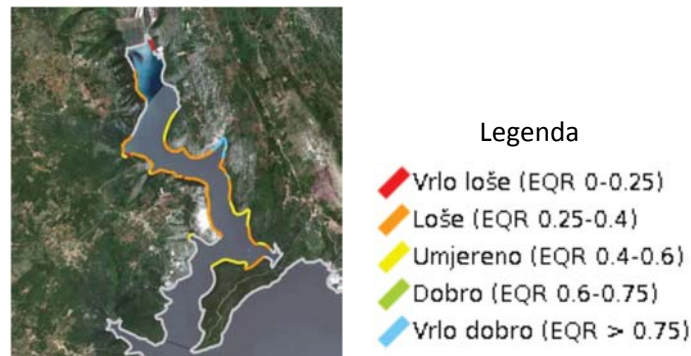 Legenda
Vrlo loše (EQR 0-0.25)
Loše (EQR 0.25-0.4)
Umjereno (EQR 0.4-0.6)
Dobro (EQR 0.6-0.75)
Vrlo dobro (EQR > 0.75)